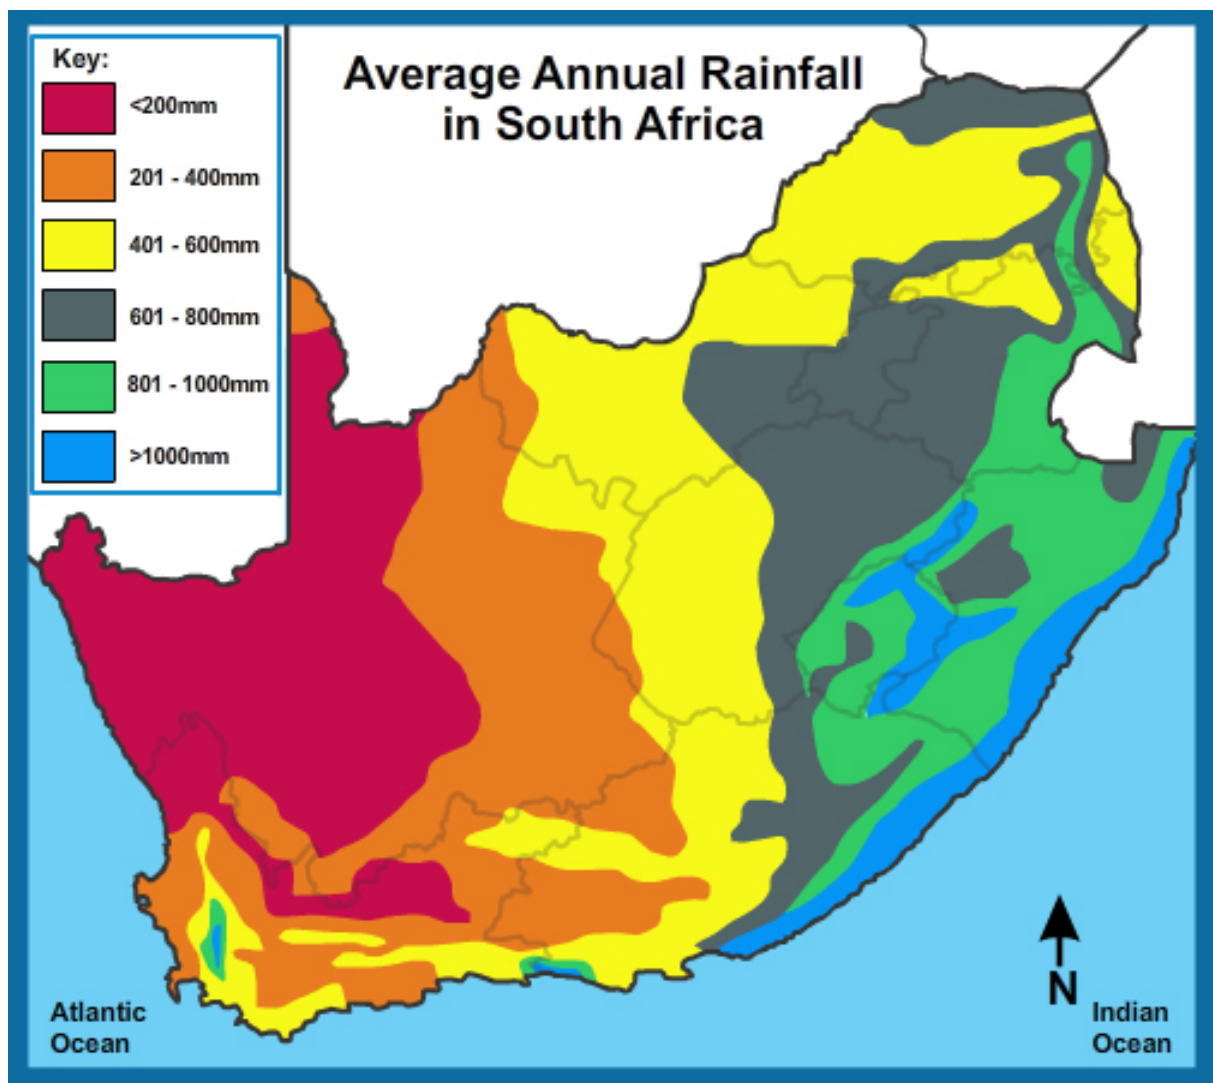 Average Annual Rainfall
in South Africa
Key:
<200mm
201 - 400mm
401 - 600mm
601 - 800mm
801 - 1000mm
>1000mm
Atlantic
Ocean
N
Indian
Ocean